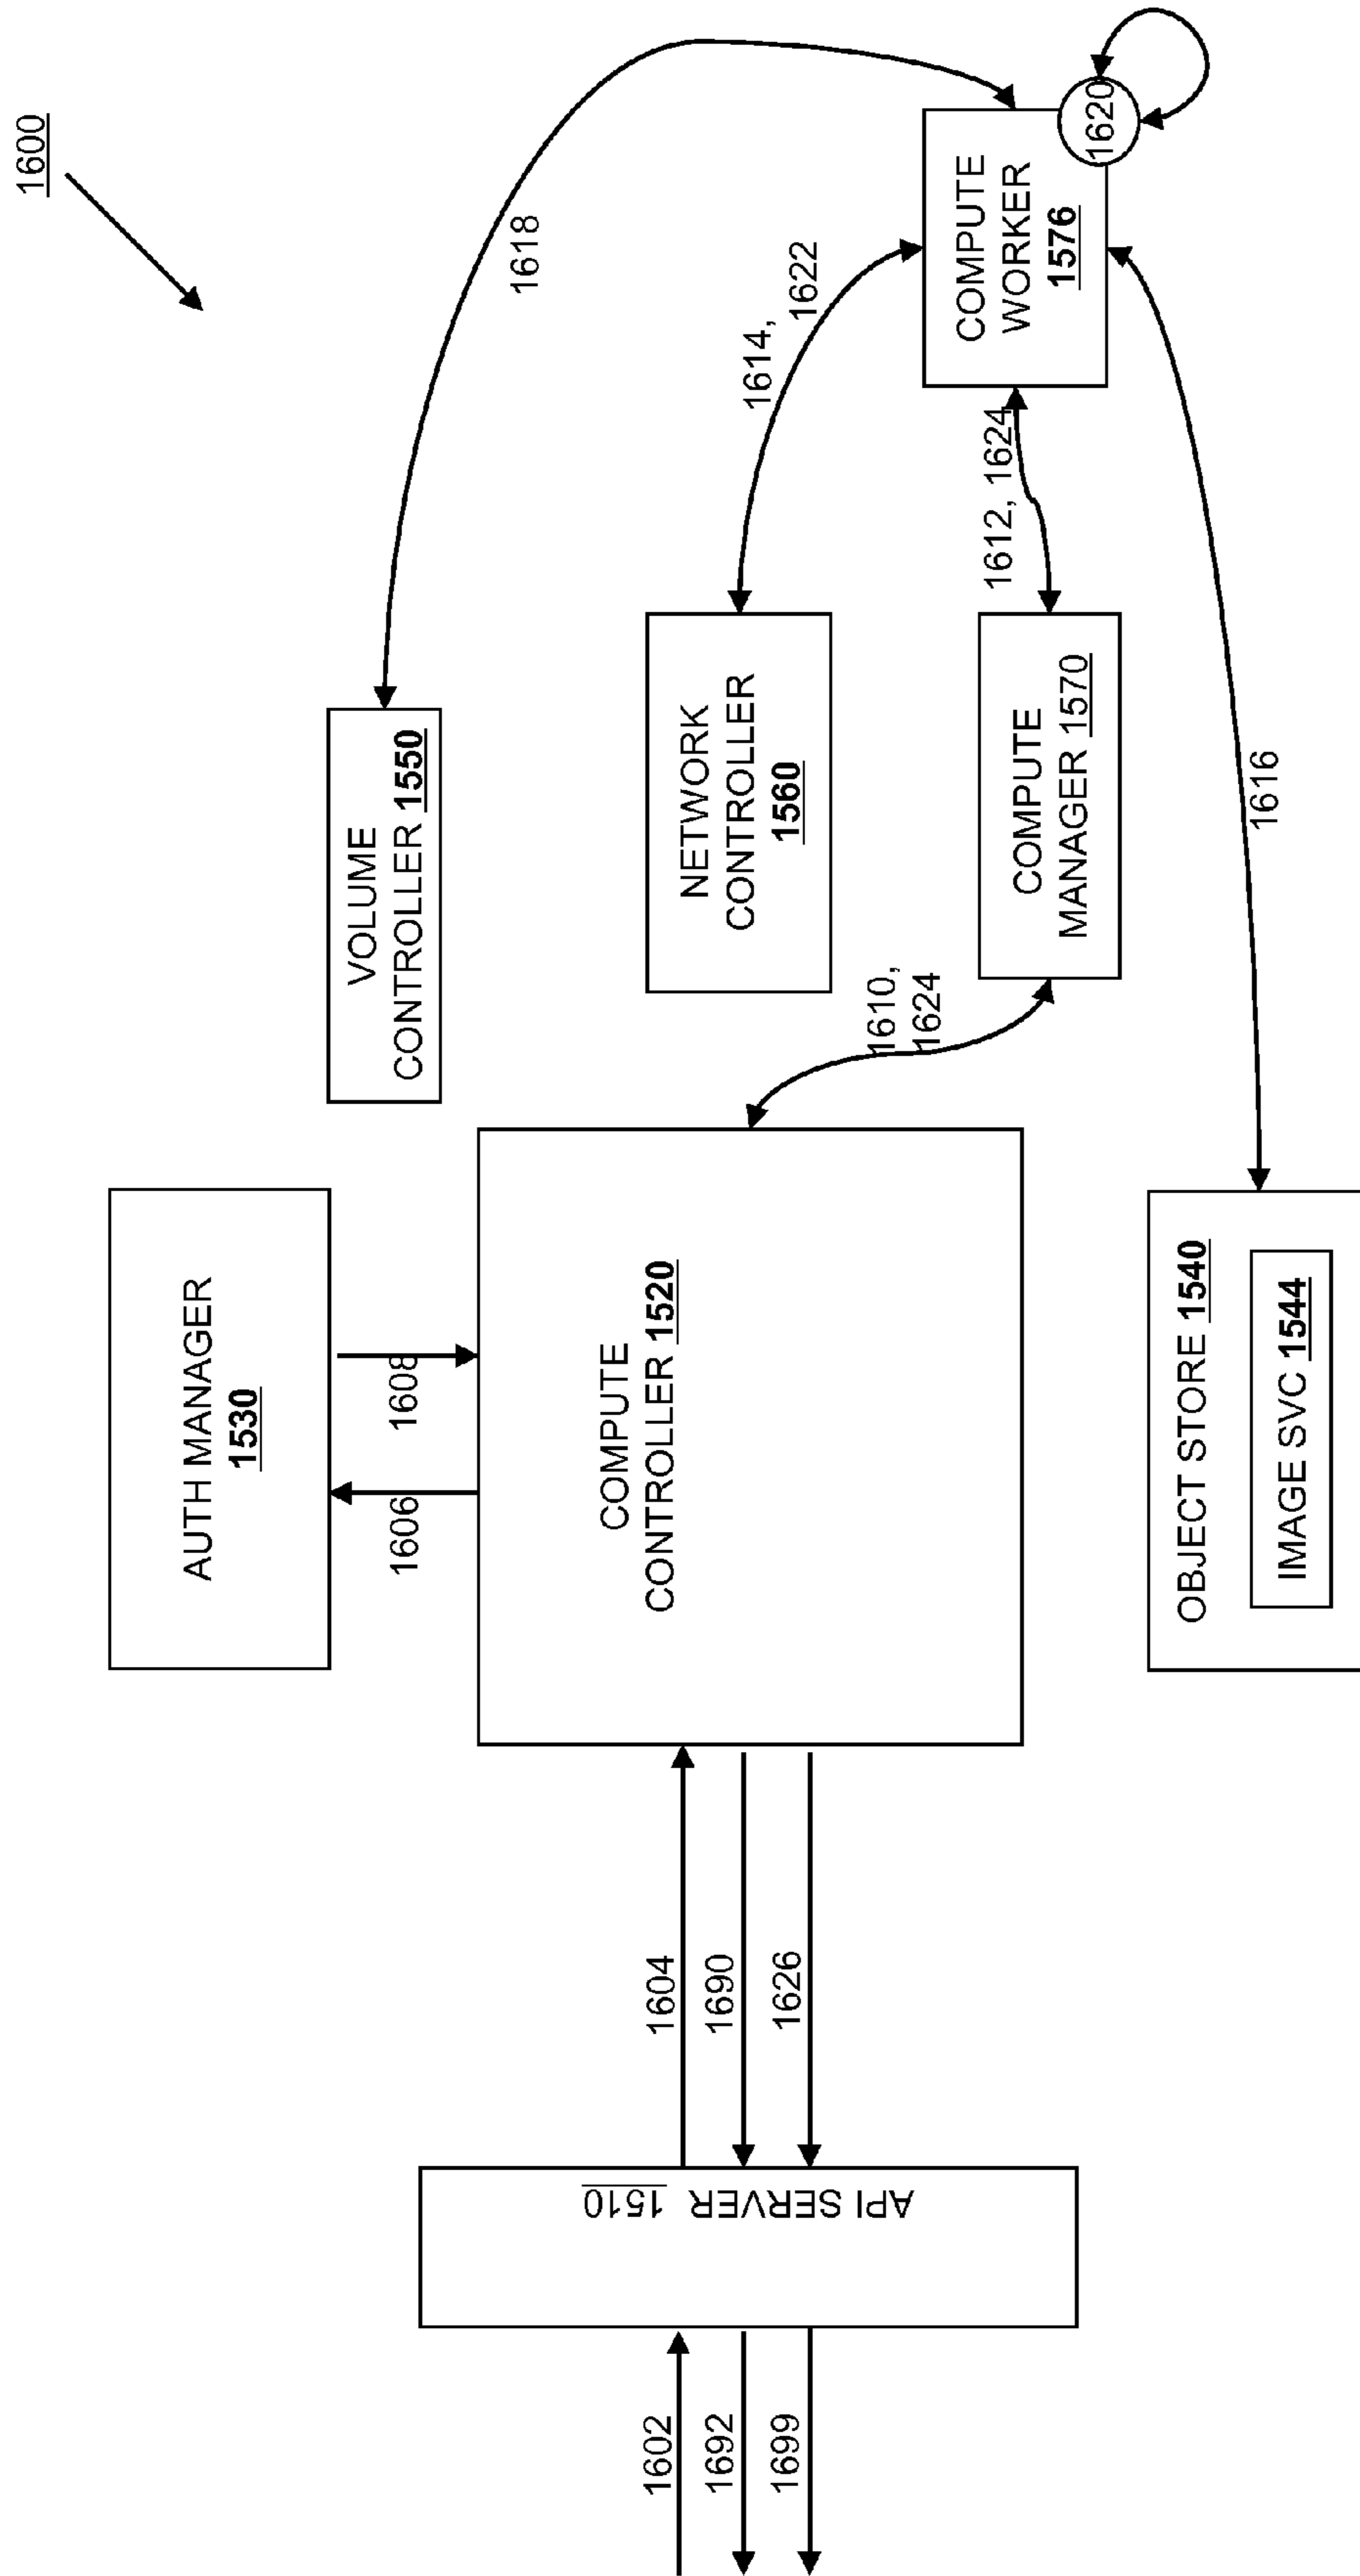 1600
AUTH MANAGER
1530
1606
1608
VOLUME
CONTROLLER 1550
1618
NETWORK
CONTROLLER
1560
1614,
1622
COMPUTE
CONTROLLER 1520
1610,
1624
COMPUTE
MANAGER 1570
1612, 1624
COMPUTE
WORKER
1576
1620
1602
1692
1699
API SERVER 1510
1604
1690
1626
OBJECT STORE 1540
IMAGE SVC 1544
1616